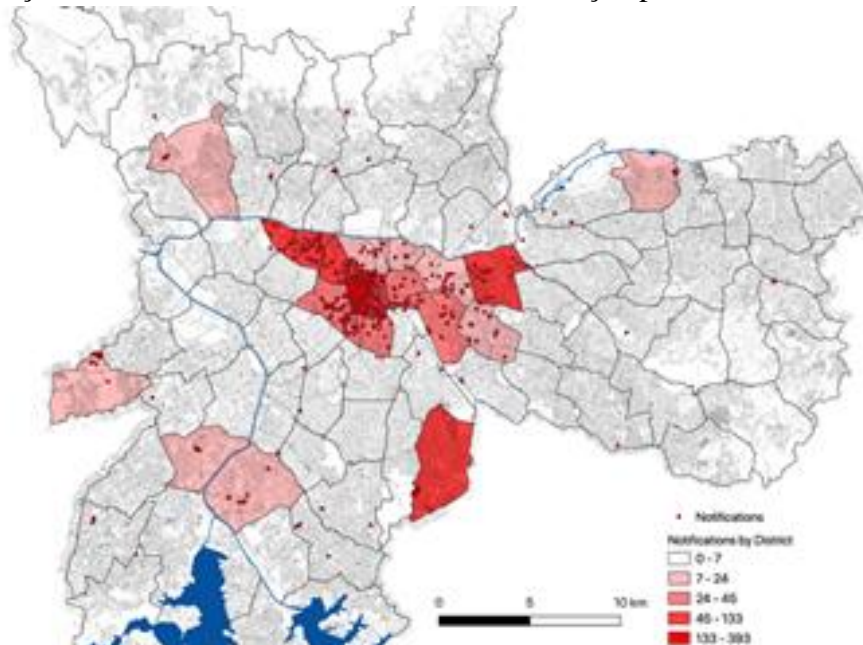 Notifications
Notifications by District
0 - 7
7 - 24
24 - 45
45 - 133
133 - 393
0 5 10 km